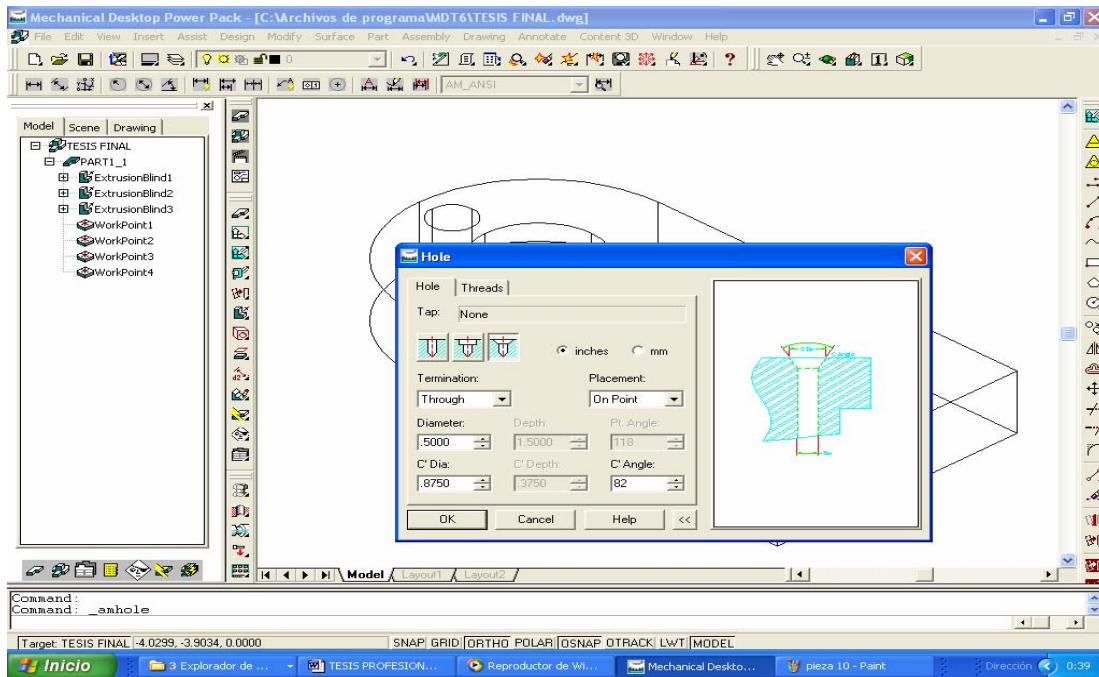 Mechanical Desktop Power Pack - [C:\Archivos de programa\MDT6\TESIS FINAL.dwg]
File Edit View Insert Assist Design Modify Surface Part Assembly Drawing Annotate Content 3D Window Help
0
AM_ANSI
Model Scene Drawing
TESIS FINAL
PART1_1
ExtrusionBlind1
ExtrusionBlind2
ExtrusionBlind3
WorkPoint1
WorkPoint2
WorkPoint3
WorkPoint4
Hole
Hole Threads
Tap: None
inches mm
Termination: Placement:
Through On Point
Diameter: Depth: Pt. Angle:
.5000 1.5000 118
C' Dia: C' Depth: C' Angle:
.8750 .3750 82
OK Cancel Help <<
Model Layout1 Layout2
Command:
Command: _amhole
Target: TESIS FINAL -4.0299, -3.9034, 0.0000 SNAP GRID ORTHO POLAR OSNAP OTRACK LWT MODEL
Inicio 3 Explorador de ... TESIS PROFESION... Reproductor de Wi... Mechanical Deskto... pieza 10 - Paint Dirección 0:39